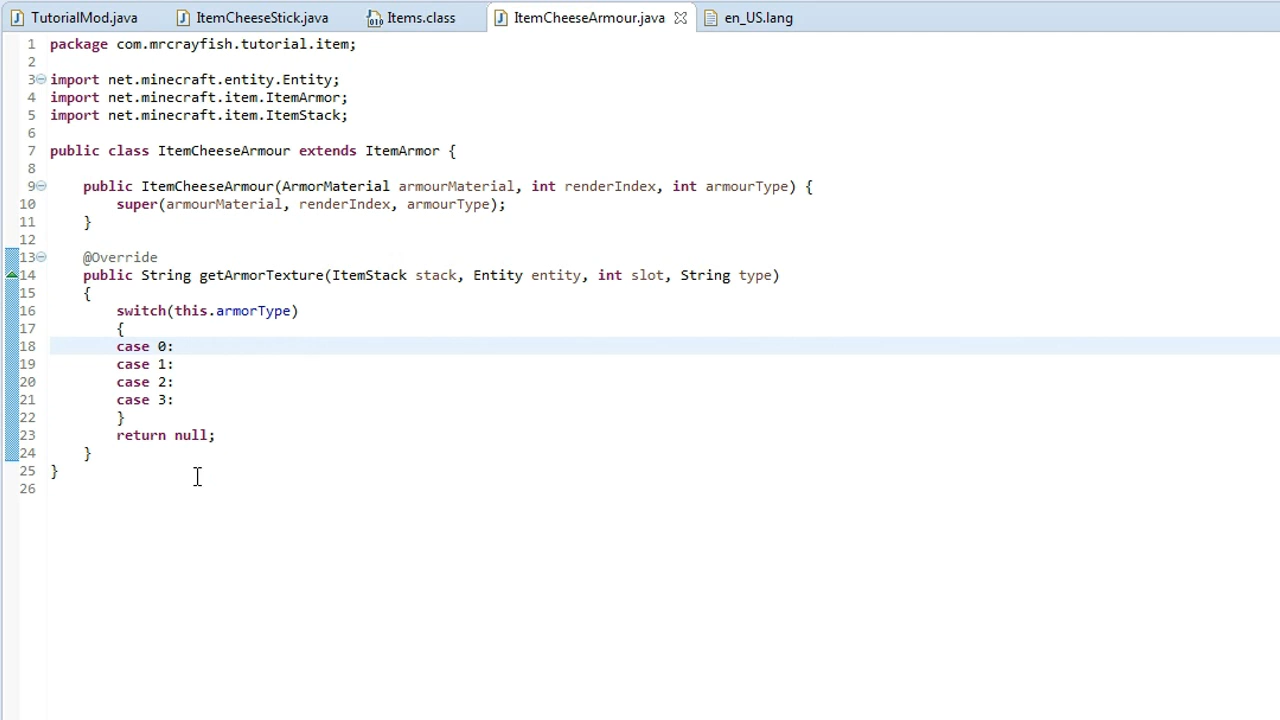 TutorialMod.java ItemCheeseStick.java Items.class ItemCheeseArmour.java en_US.lang
1 package com.mrcrayfish.tutorial.item;
2
3 import net.minecraft.entity.Entity;
4 import net.minecraft.item.ItemArmor;
5 import net.minecraft.item.ItemStack;
6
7 public class ItemCheeseArmour extends ItemArmor {
8
9 public ItemCheeseArmour(ArmorMaterial armourMaterial, int renderIndex, int armourType) {
10 super(armourMaterial, renderIndex, armourType);
11 }
12
13 @Override
14 public String getArmorTexture(ItemStack stack, Entity entity, int slot, String type)
15 {
16 switch(this.armorType)
17 {
18 case 0:
19 case 1:
20 case 2:
21 case 3:
22 }
23 return null;
24 }
25 }
26